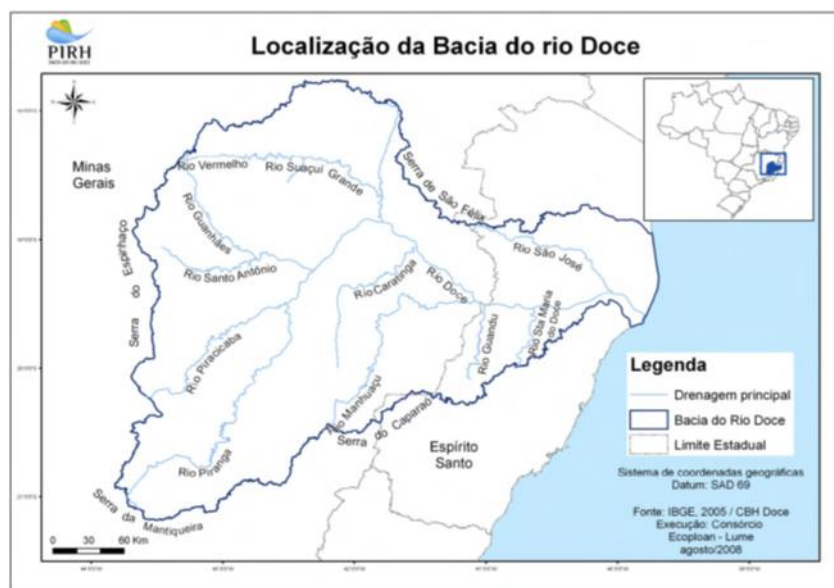 PIRH
Localização da Bacia do rio Doce
Minas
Gerais
Rio Vermelho
Rio Suaçuí Grande
Serra de São Félix
Rio Guanhães
Rio São José
Serra do Espinhaço
Rio Santo Antônio
Rio Caratinga
Rio Doce
Rio Guandu
Rio Sta Maria
do Doce
Rio Piracicaba
Rio Manhuaçu
Serra do Caparaó
Rio Piranga
Espírito
Santo
Serra da Mantiqueira
0 30 60 Km
Legenda
Drenagem principal
Bacia do Rio Doce
Limite Estadual
Sistema de coordenadas geográficas
Datum: SAD 69
Fonte: IBGE, 2005 / CBH Doce
Execução: Consórcio
Ecoplan - Lume
agosto/2008